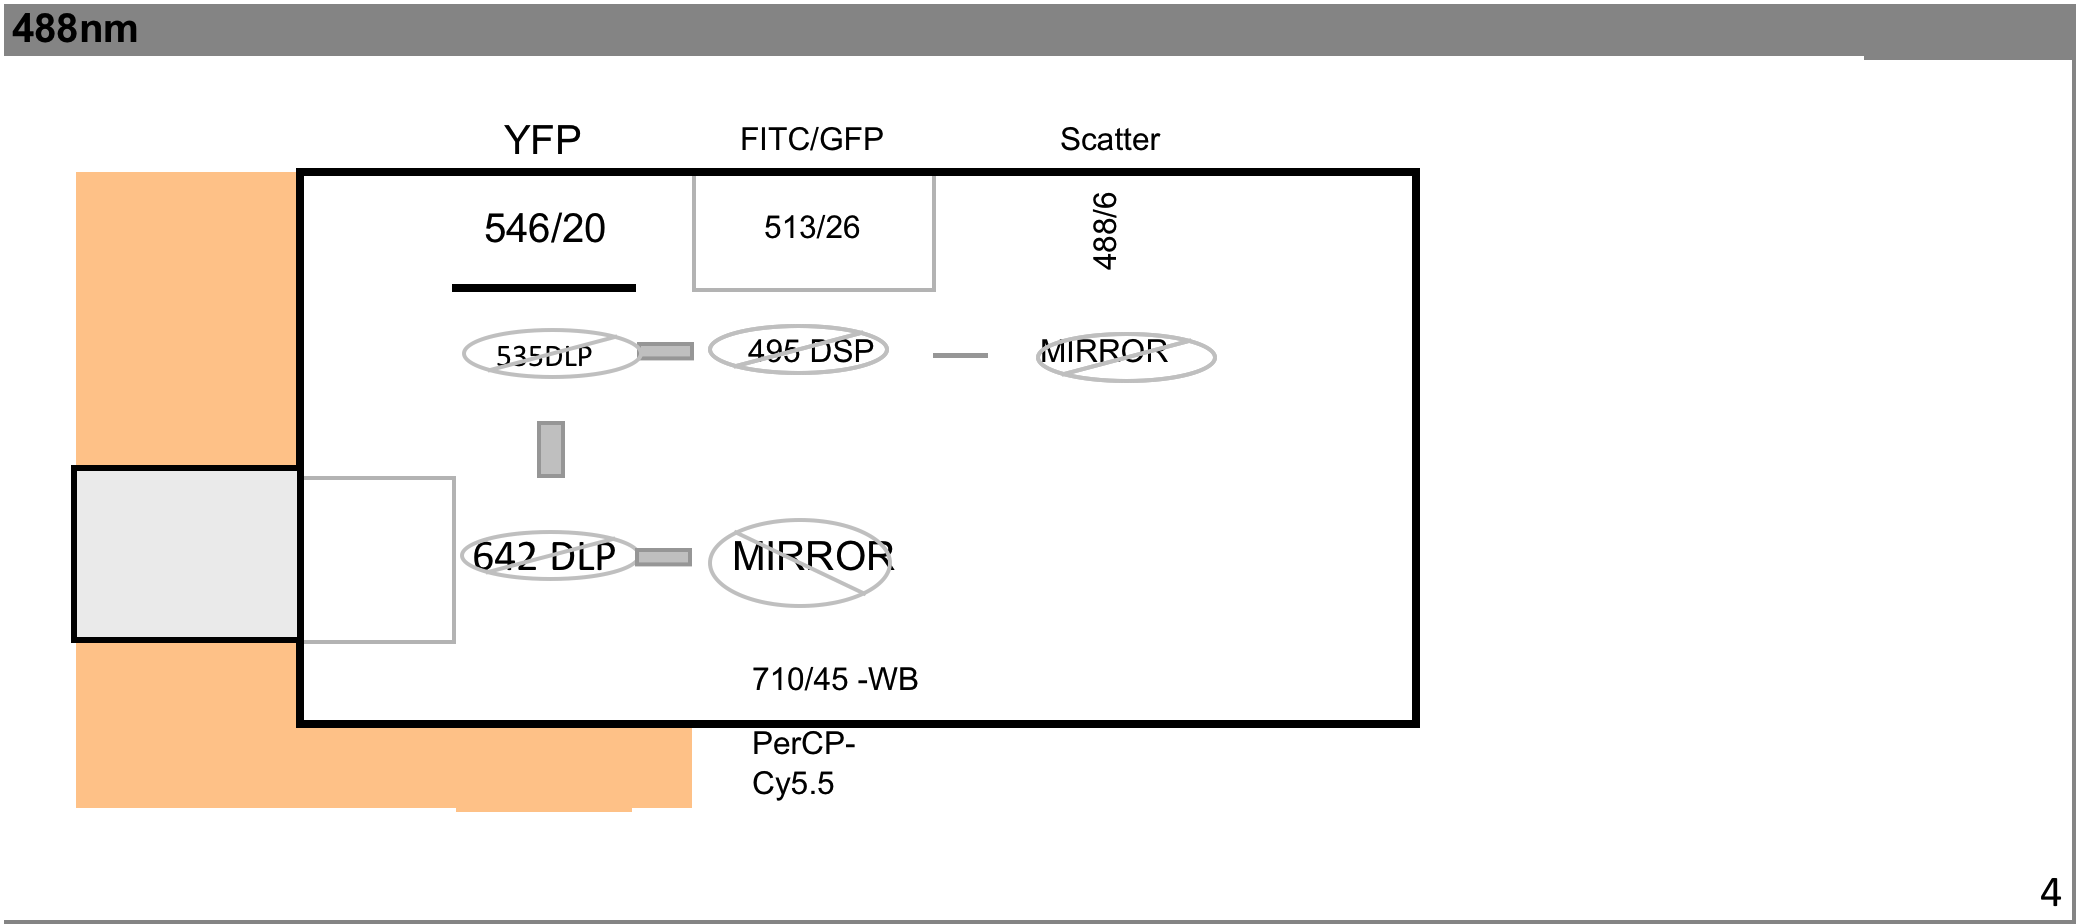 488nm
YFP
FITC/GFP
Scatter
546/20
513/26
488/6
535DLP
495 DSP
MIRROR
642 DLP
MIRROR
710/45 -WB
PerCP-
Cy5.5
4